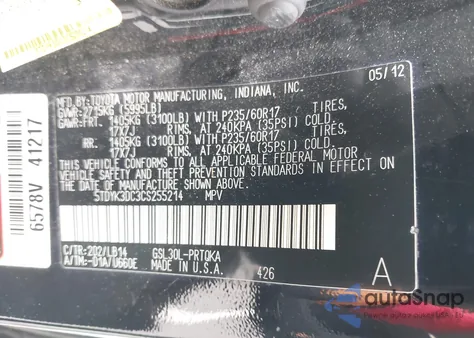 MFD.BY:TOYOTA MOTOR MANUFACTURING, INDIANA, INC. 05/12
GVWR: 2719KG (5995LB)
GAWR:FRT 1405KG (3100LB) WITH P235/60R17 TIRES,
17X7J RIMS, AT 240KPA (35PSI) COLD
RR: 1405KG (3100LB) WITH P235/60R17 TIRES,
17X7J RIMS, AT 240KPA (35PSI) COLD
THIS VEHICLE CONFORMS TO ALL APPLICABLE FEDERAL MOTOR
VEHICLE SAFETY AND THEFT PREVENTION STANDARDS IN EFFECT ON
THE DATE OF MANUFACTURE SHOWN ABOVE.
5TDYK3DC3CS255214 MPV
C/TR:202/LB14 GSL30L-PRTQKA
A/TM:-01A/U660E MADE IN U.S.A. 426
A
6578V 41217
autoSnap